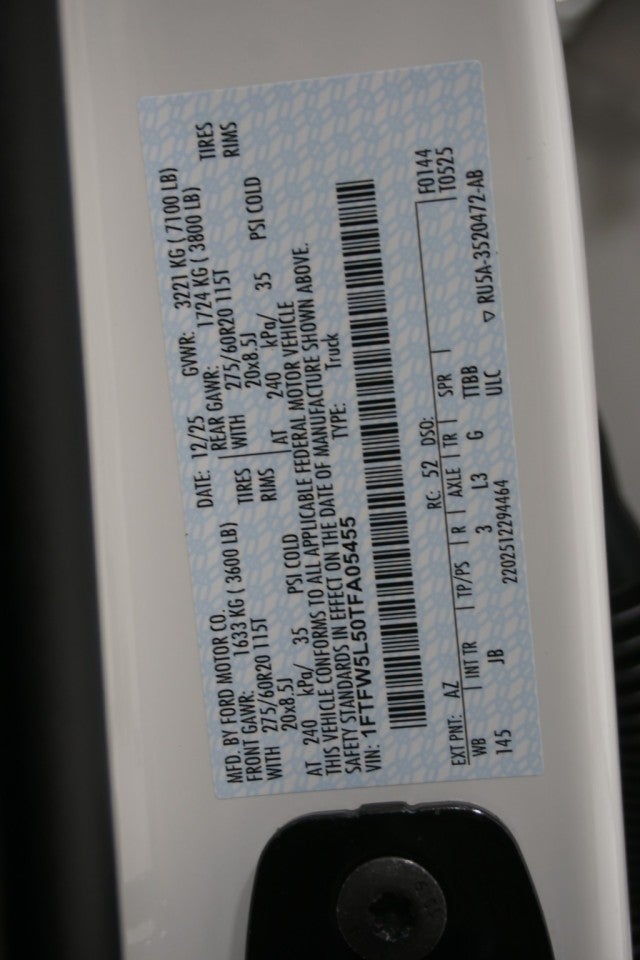 MFD. BY FORD MOTOR CO.
DATE: 12/25 GVWR: 3221 KG ( 7100 LB)
FRONT GAWR: 1633 KG ( 3600 LB) REAR GAWR: 1724 KG ( 3800 LB)
WITH 275/60R20 115T TIRES WITH 275/60R20 115T TIRES
20x8.5J RIMS 20x8.5J RIMS
AT 240 kPa/ 35 PSI COLD AT 240 kPa/ 35 PSI COLD
THIS VEHICLE CONFORMS TO ALL APPLICABLE FEDERAL MOTOR VEHICLE
SAFETY STANDARDS IN EFFECT ON THE DATE OF MANUFACTURE SHOWN ABOVE.
VIN: 1FTFW5L50TFA05455 TYPE: Truck
F0144
EXT PNT: AZ RC: 52 DSO: T0525
WB INT TR TP/PS R AXLE TR SPR
145 JB 3 L3 G TTBB
2202512294464 ULC
▽ RU5A-3520472-AB